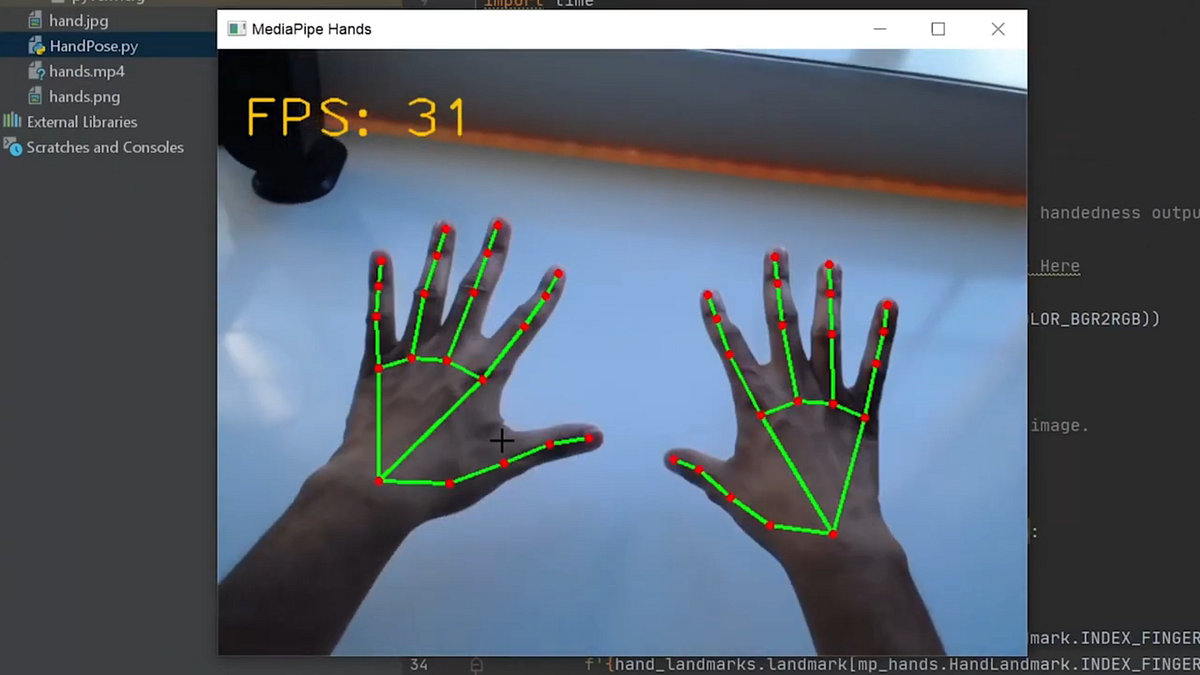 import time
hand.jpg
MediaPipe Hands
HandPose.py
hands.mp4
hands.png
FPS: 31
External Libraries
Scratches and Consoles
handedness outpu
Here
LOR_BGR2RGB))
image.
:
mark.INDEX_FINGER
34 f'{hand_landmarks.landmark[mp_hands.HandLandmark.INDEX_FINGER